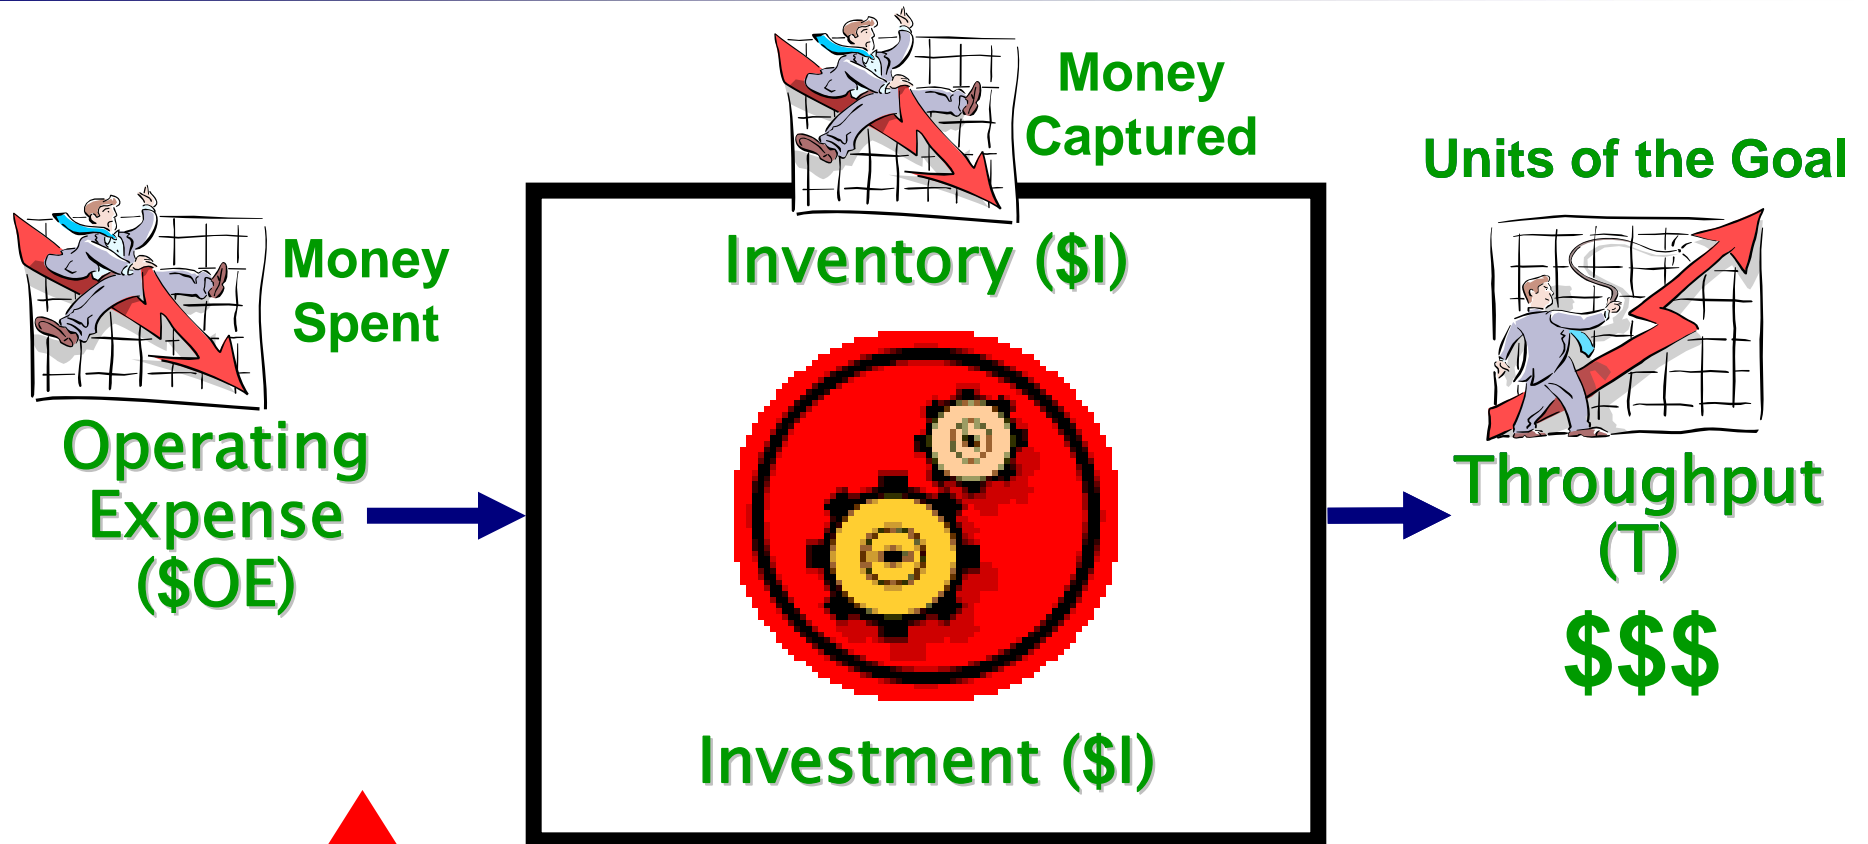 Money
Captured
Units of the Goal
Money
Spent
Inventory ($I)
Operating
Expense
($OE)
Throughput
(T)
$$$
Investment ($I)